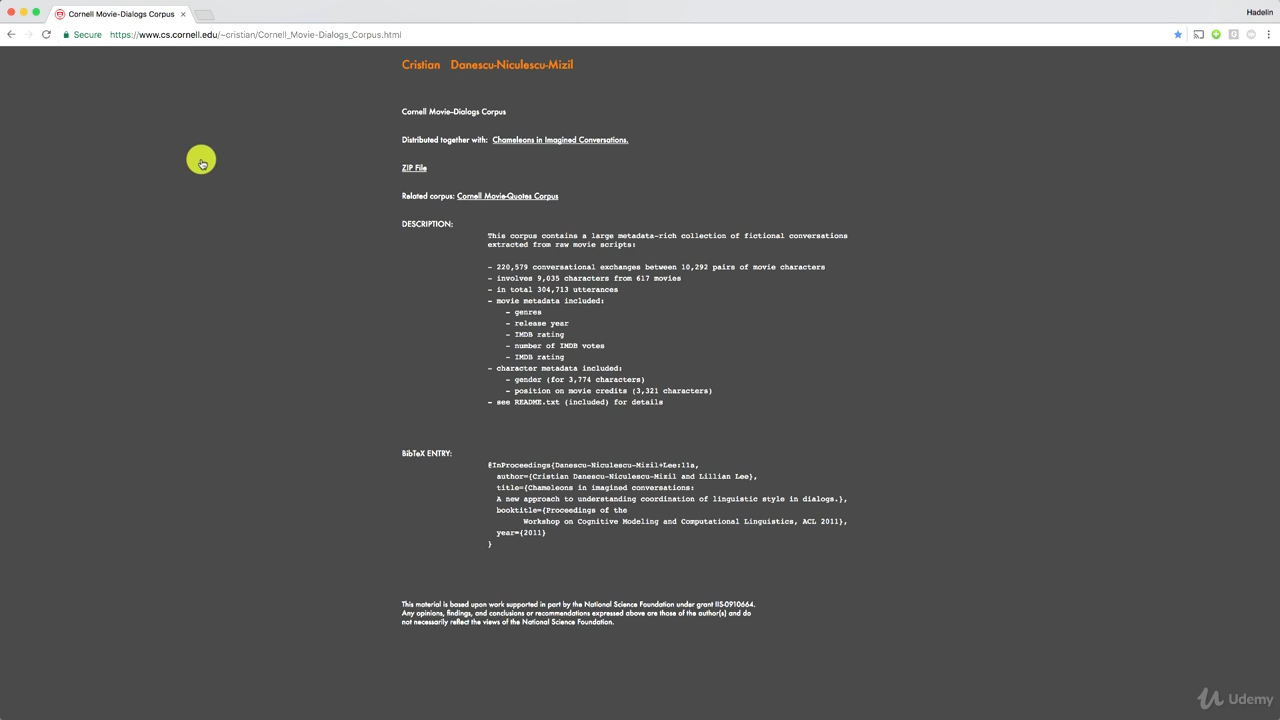 Cornell Movie-Dialogs Corpus
Hadelin
Secure https://www.cs.cornell.edu/~cristian/Cornell_Movie-Dialogs_Corpus.html
Cristian Danescu-Niculescu-Mizil
Cornell Movie-Dialogs Corpus
Distributed together with: Chameleons in Imagined Conversations.
ZIP File
Related corpus: Cornell Movie-Quotes Corpus
DESCRIPTION:
This corpus contains a large metadata-rich collection of fictional conversations
extracted from raw movie scripts:
- 220,579 conversational exchanges between 10,292 pairs of movie characters
- involves 9,035 characters from 617 movies
- in total 304,713 utterances
- movie metadata included:
- genres
- release year
- IMDB rating
- number of IMDB votes
- IMDB rating
- character metadata included:
- gender (for 3,774 characters)
- position on movie credits (3,321 characters)
- see README.txt (included) for details
BibTeX ENTRY:
@InProceedings{Danescu-Niculescu-Mizil+Lee:11a,
author={Cristian Danescu-Niculescu-Mizil and Lillian Lee},
title={Chameleons in imagined conversations:
A new approach to understanding coordination of linguistic style in dialogs.},
booktitle={Proceedings of the
Workshop on Cognitive Modeling and Computational Linguistics, ACL 2011},
year={2011}
}
This material is based upon work supported in part by the National Science Foundation under grant IIS-0910664.
Any opinions, findings, and conclusions or recommendations expressed above are those of the author(s) and do
not necessarily reflect the views of the National Science Foundation.
Udemy